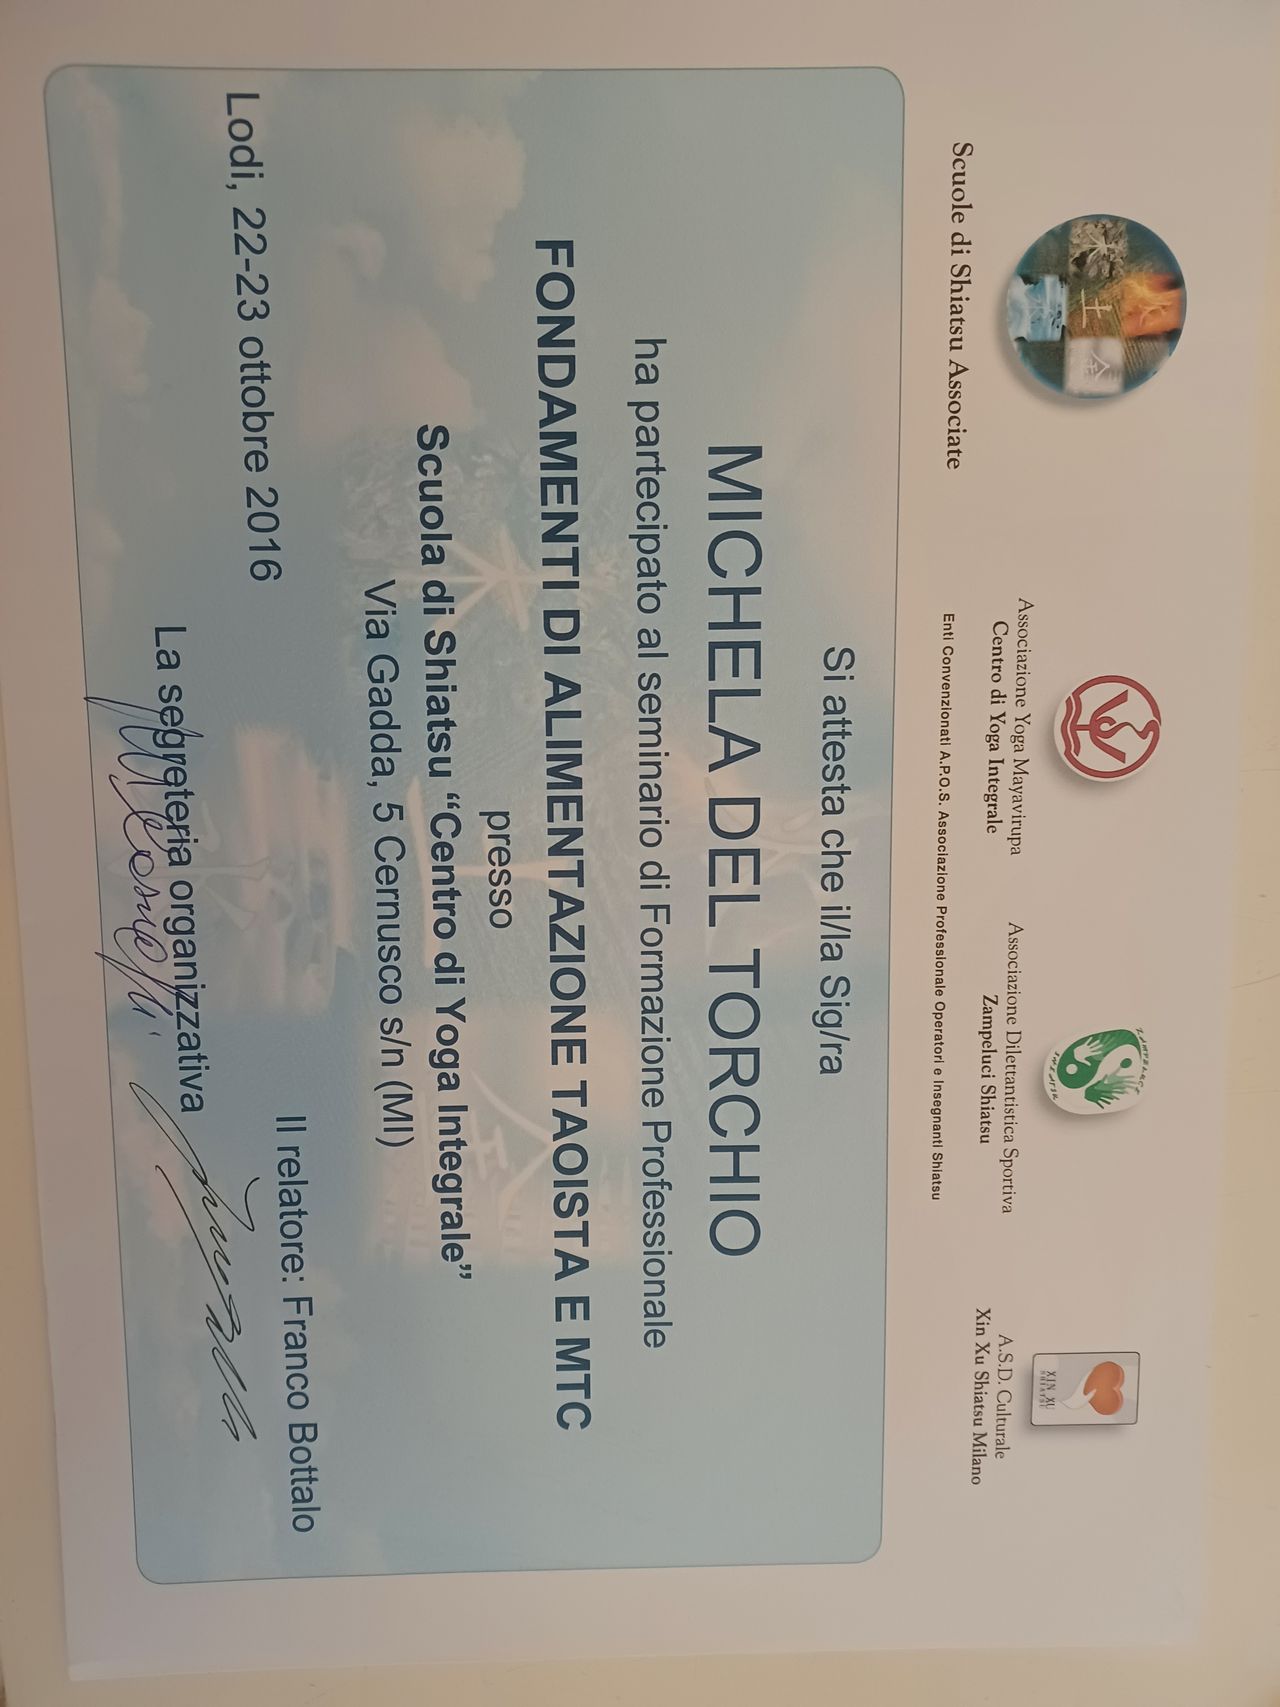 Scuole di Shiatsu Associate
Associazione Yoga Mayavirupa
Centro di Yoga Integrale
Associazione Dilettantistica Sportiva
Zampeluci Shiatsu
XIN XU
SHIATSU
A.S.D. Culturale
Xin Xu Shiatsu Milano
Enti Convenzionati A.P.O.S. Associazione Professionale Operatori e Insegnanti Shiatsu
Si attesta che il/la Sig/ra
MICHELA DEL TORCHIO
ha partecipato al seminario di Formazione Professionale
FONDAMENTI DI ALIMENTAZIONE TAOISTA E MTC
presso
Scuola di Shiatsu “Centro di Yoga Integrale”
Via Gadda, 5 Cernusco s/n (MI)
Lodi, 22-23 ottobre 2016
Il relatore: Franco Bottalo
La segreteria organizzativa